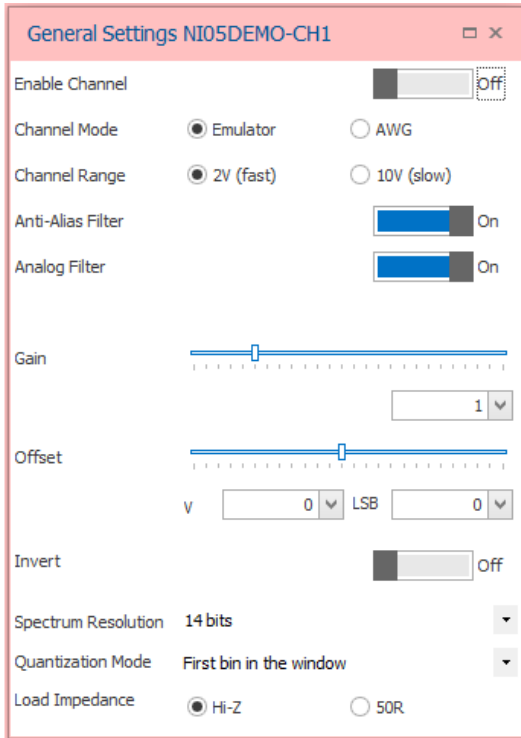 General Settings NI05DEMO-CH1
Enable Channel Off
Channel Mode Emulator AWG
Channel Range 2V (fast) 10V (slow)
Anti-Alias Filter On
Analog Filter On
Gain
1
Offset
V 0 LSB 0
Invert Off
Spectrum Resolution 14 bits
Quantization Mode First bin in the window
Load Impedance Hi-Z 50R